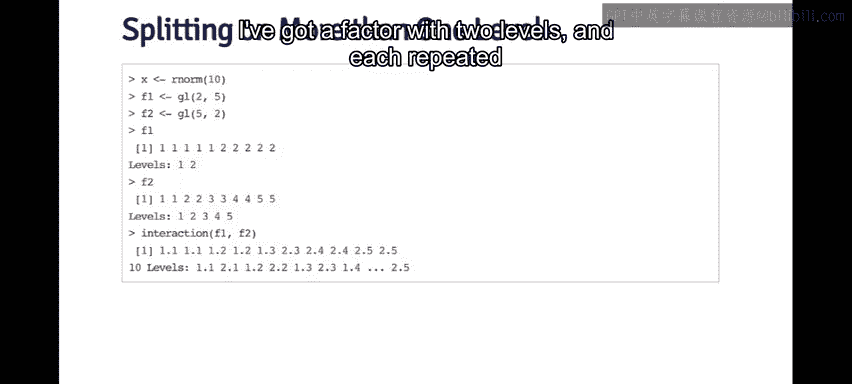 Splitting on More than One Level
I've got a factor with two levels, and
each repeated
> x <- rnorm(10)
> f1 <- gl(2, 5)
> f2 <- gl(5, 2)
> f1
[1] 1 1 1 1 1 2 2 2 2 2
Levels: 1 2
> f2
[1] 1 1 2 2 3 3 4 4 5 5
Levels: 1 2 3 4 5
> interaction(f1, f2)
[1] 1.1 1.1 1.2 1.2 1.3 2.3 2.4 2.4 2.5 2.5
10 Levels: 1.1 2.1 1.2 2.2 1.3 2.3 1.4 ... 2.5